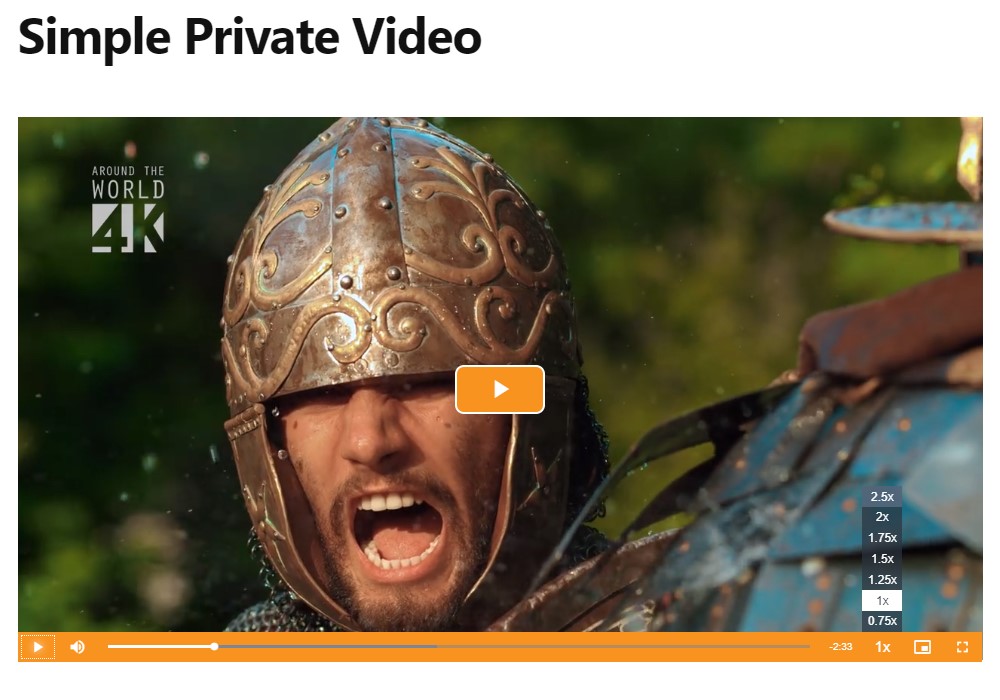 Simple Private Video
AROUND THE
WORLD
4K
2.5x
2x
1.75x
1.5x
1.25x
1x
0.75x
-2:33
1x